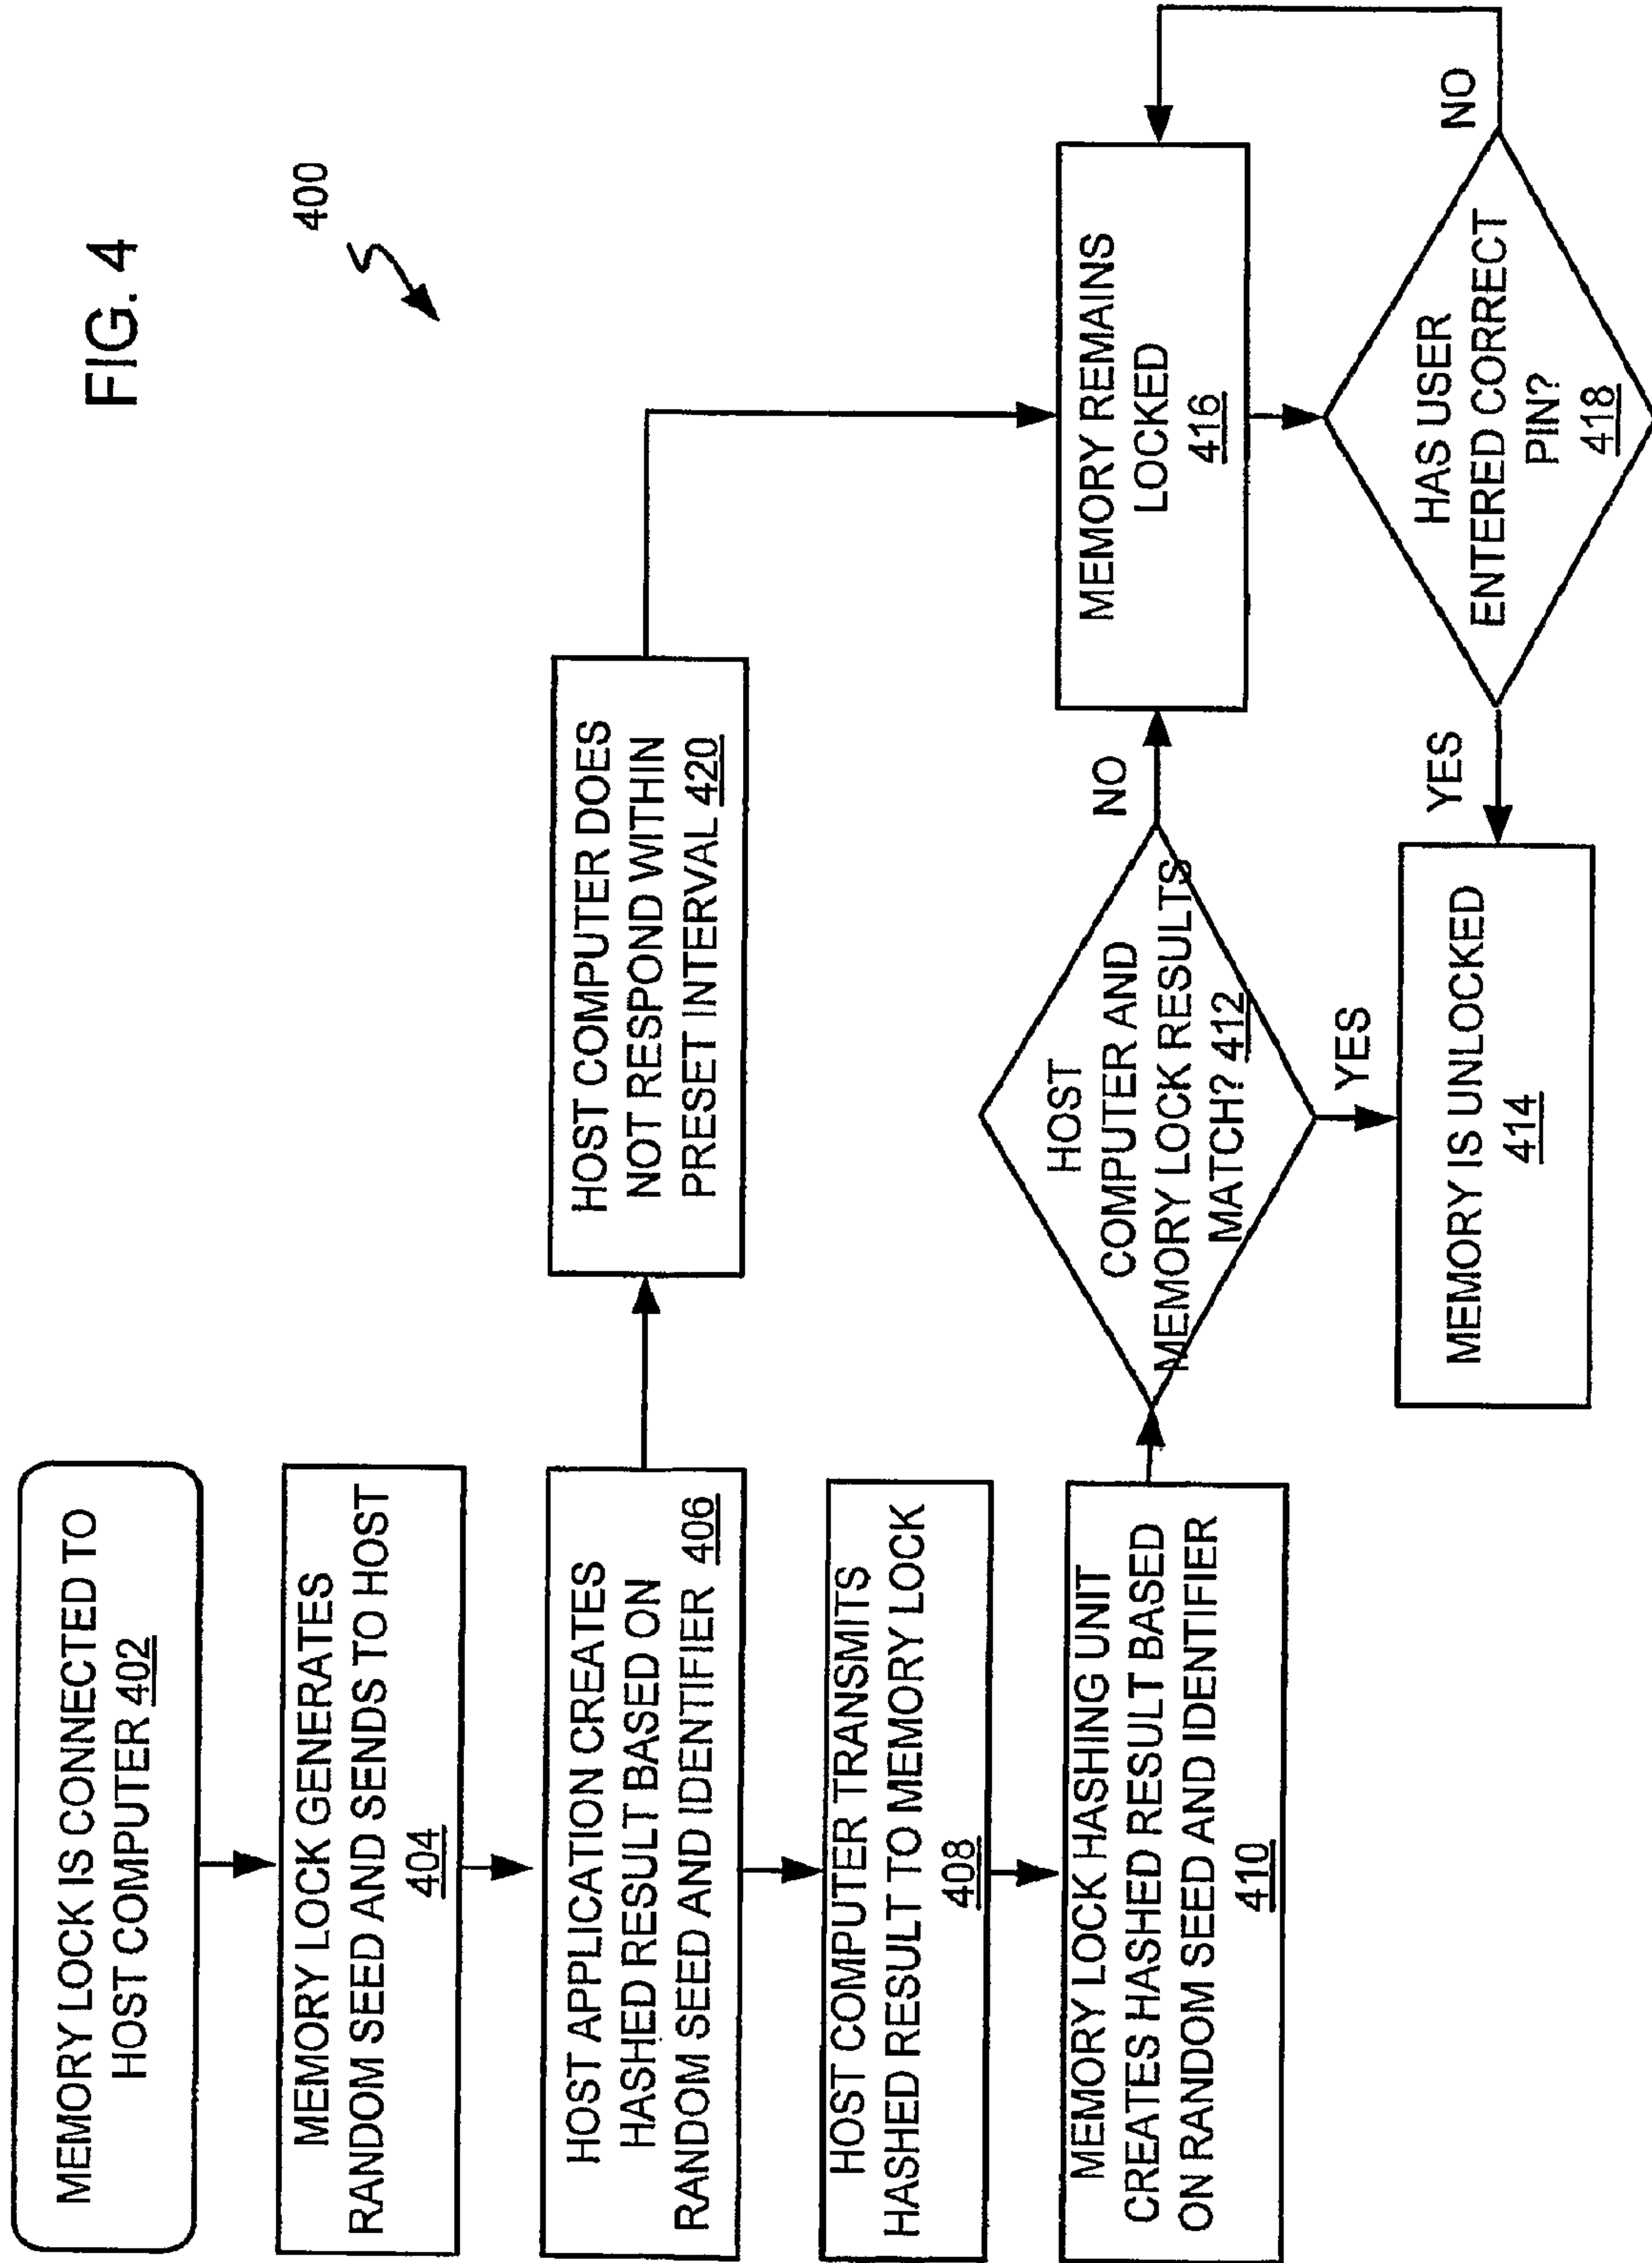 FIG. 4
400
MEMORY LOCK IS CONNECTED TO
HOST COMPUTER 402
MEMORY LOCK GENERATES
RANDOM SEED AND SENDS TO HOST
404
HOST APPLICATION CREATES
HASHED RESULT BASED ON
RANDOM SEED AND IDENTIFIER 406
HOST COMPUTER DOES
NOT RESPOND WITHIN
PRESET INTERVAL 420
HOST COMPUTER TRANSMITS
HASHED RESULT TO MEMORY LOCK
408
MEMORY LOCK HASHING UNIT
CREATES HASHED RESULT BASED
ON RANDOM SEED AND IDENTIFIER
410
HOST
COMPUTER AND
MEMORY LOCK RESULTS
MATCH? 412
NO
YES
MEMORY REMAINS
LOCKED
416
MEMORY IS UNLOCKED
414
YES
HAS USER
ENTERED CORRECT
PIN?
418
NO